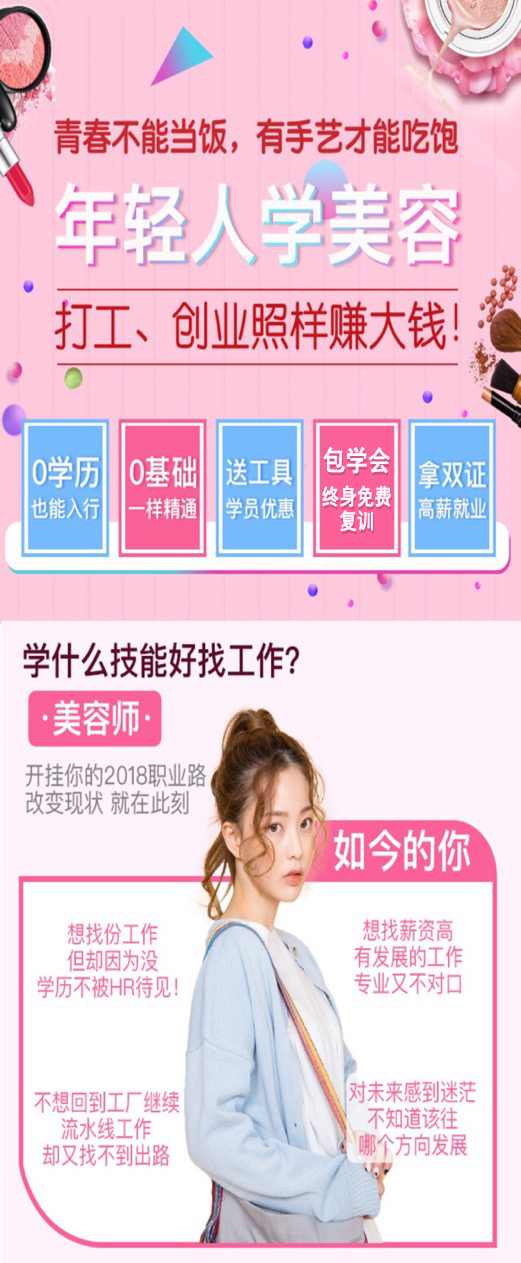 青春不能当饭，有手艺才能吃饱
年轻人学美容
打工、创业照样赚大钱！
0学历
也能入行
0基础
一样精通
送工具
学员优惠
包学会
终身免费
复训
拿双证
高薪就业
学什么技能好找工作?
·美容师·
开挂你的2018职业路
改变现状 就在此刻
如今的你
想找份工作
但却因为没
学历不被HR待见！
想找薪资高
有发展的工作
专业又不对口
不想回到工厂继续
流水线工作
却又找不到出路
对未来感到迷茫
不知道该往
哪个方向发展